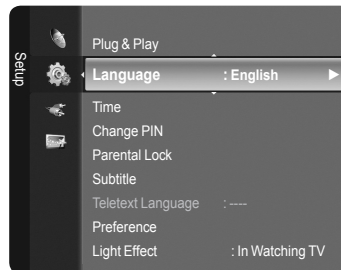 Setup
Plug & Play
Language : English
Time
Change PIN
Parental Lock
Subtitle
Teletext Language : ----
Preference
Light Effect : In Watching TV